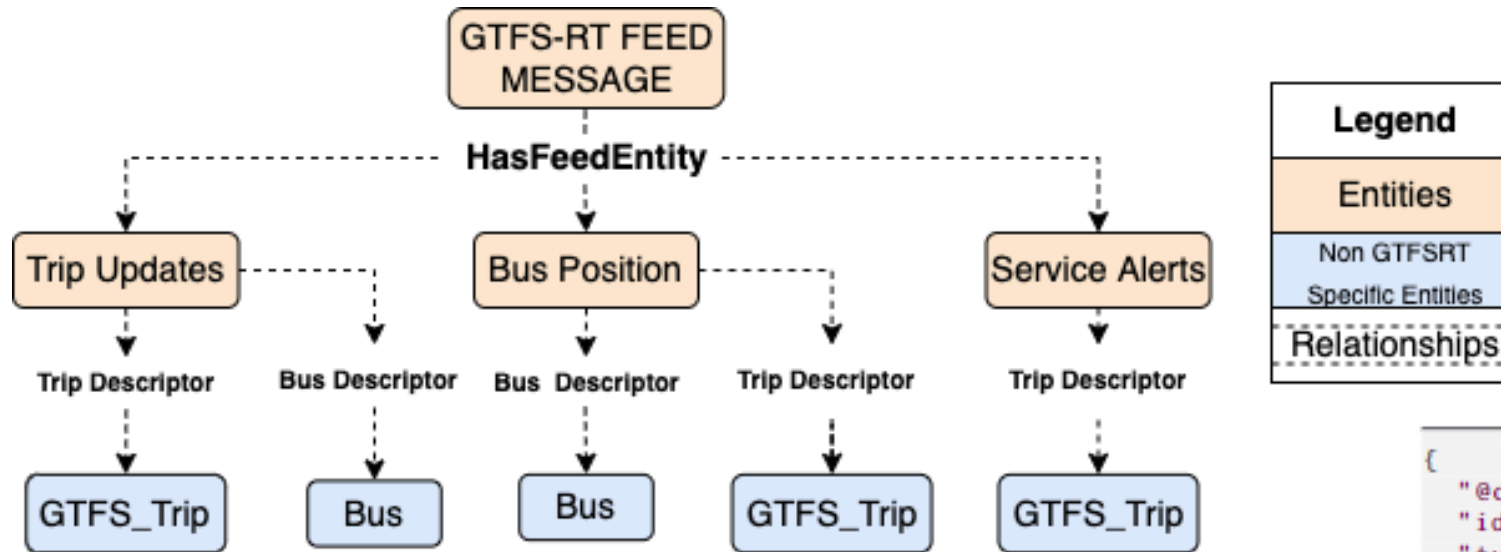 GTFS-RT FEED
MESSAGE
HasFeedEntity
Trip Updates
Bus Position
Service Alerts
Trip Descriptor
Bus Descriptor
Bus Descriptor
Trip Descriptor
Trip Descriptor
GTFS_Trip
Bus
Bus
GTFS_Trip
GTFS_Trip
Legend
Entities
Non GTFSRT
Specific Entities
Relationships
{
"@c
"id